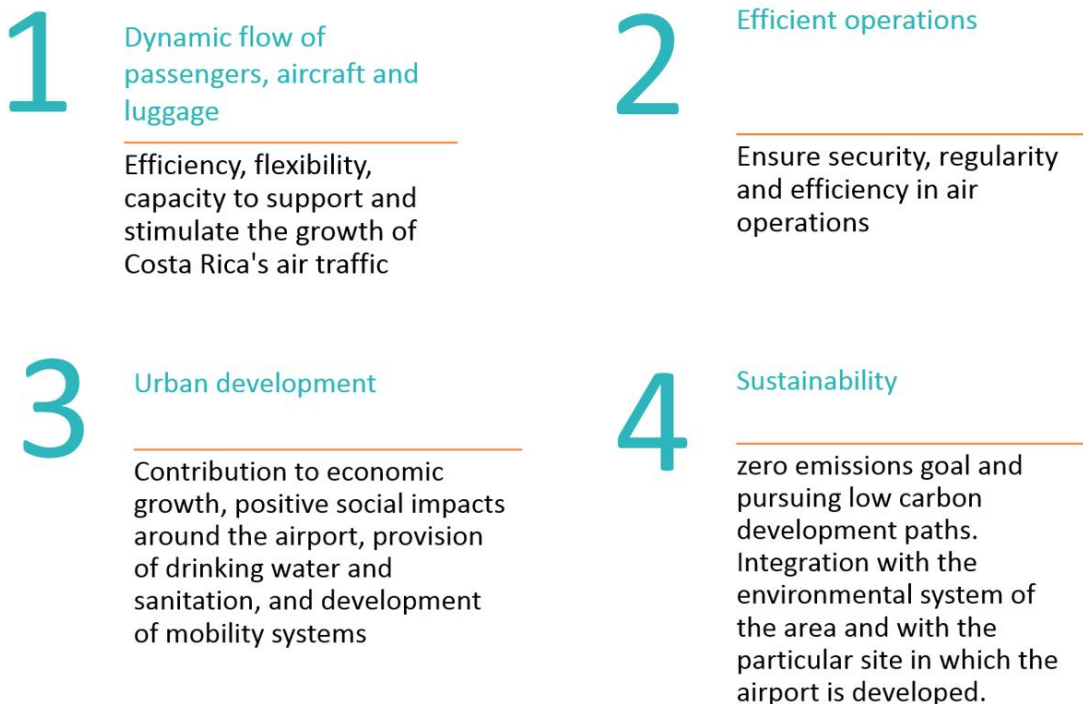 1
Dynamic flow of
passengers, aircraft and
luggage
Efficiency, flexibility,
capacity to support and
stimulate the growth of
Costa Rica's air traffic
2
Efficient operations
Ensure security, regularity
and efficiency in air
operations
3
Urban development
Contribution to economic
growth, positive social impacts
around the airport, provision
of drinking water and
sanitation, and development
of mobility systems
4
Sustainability
zero emissions goal and
pursuing low carbon
development paths.
Integration with the
environmental system of
the area and with the
particular site in which the
airport is developed.